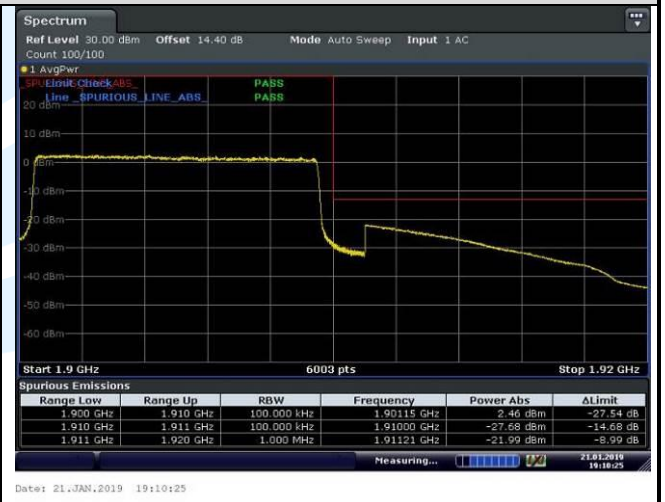 Spectrum
Ref Level 30.00 dBm Offset 14.40 dB Mode Auto Sweep Input 1 AC
Count 100/100
1 AvgPwr
Limit Check PASS
Line _SPURIOUS_LINE_ABS_ PASS
20 dBm
10 dBm
0 dBm
-10 dBm
-20 dBm
-30 dBm
-40 dBm
-50 dBm
-60 dBm
Start 1.9 GHz 6003 pts Stop 1.92 GHz
Spurious Emissions
Range Low Range Up RBW Frequency Power Abs ΔLimit
1.900 GHz 1.910 GHz 100.000 kHz 1.90115 GHz 2.46 dBm -27.54 dB
1.910 GHz 1.911 GHz 100.000 kHz 1.91000 GHz -27.68 dBm -14.68 dB
1.911 GHz 1.920 GHz 1.000 MHz 1.91121 GHz -21.99 dBm -8.99 dB
Measuring... 21.01.2019
19:10:25
Date: 21.JAN.2019 19:10:25